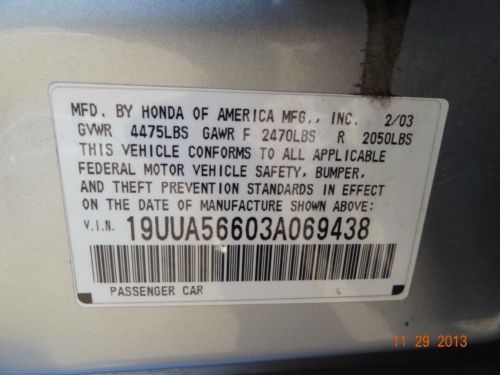 MFD. BY HONDA OF AMERICA MFG., INC. 2/03
GVWR 4475LBS GAWR F 2470LBS R 2050LBS
THIS VEHICLE CONFORMS TO ALL APPLICABLE
FEDERAL MOTOR VEHICLE SAFETY, BUMPER,
AND THEFT PREVENTION STANDARDS IN EFFECT
ON THE DATE OF MANUFACTURE SHOWN ABOVE.
V.I.N. 19UUA56603A069438
PASSENGER CAR
11 29 2013